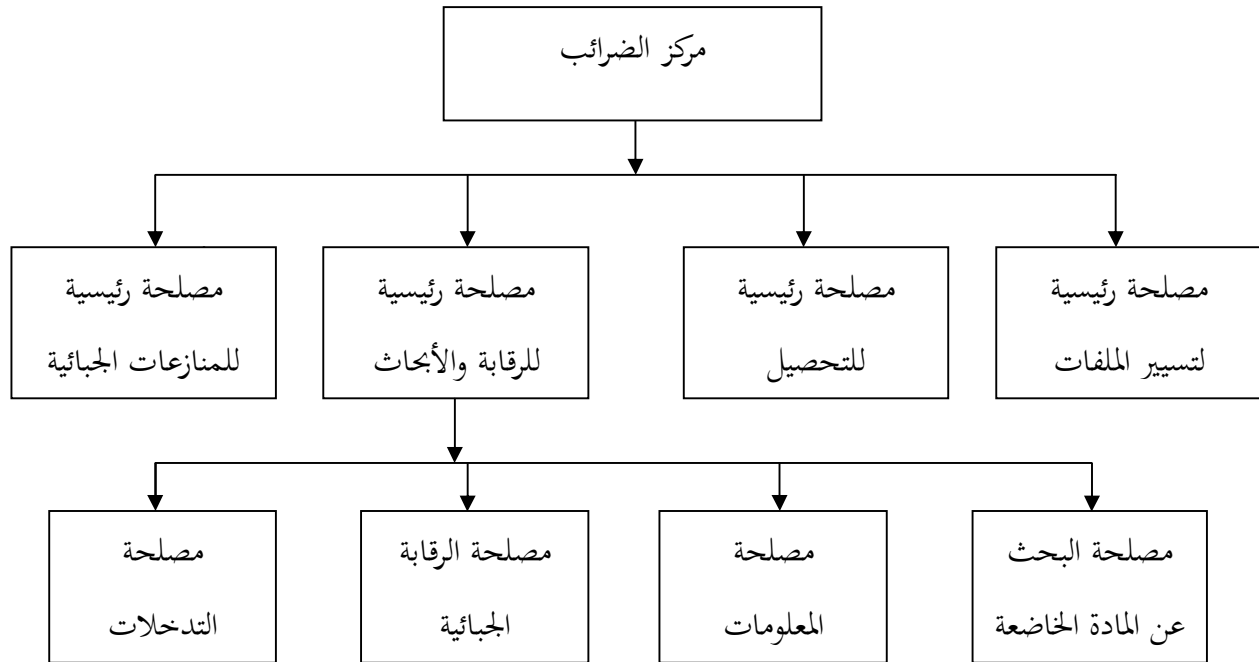 مركز الضرائب
مصلحة رئيسية
لتسيير الملفات
مصلحة رئيسية
للتحصيل
مصلحة رئيسية
للرقابة والأبحاث
مصلحة رئيسية
للمنازعات الجبائية
مصلحة البحث
عن المادة الخاضعة
مصلحة
المعلومات
مصلحة الرقابة
الجبائية
مصلحة
التدخلات